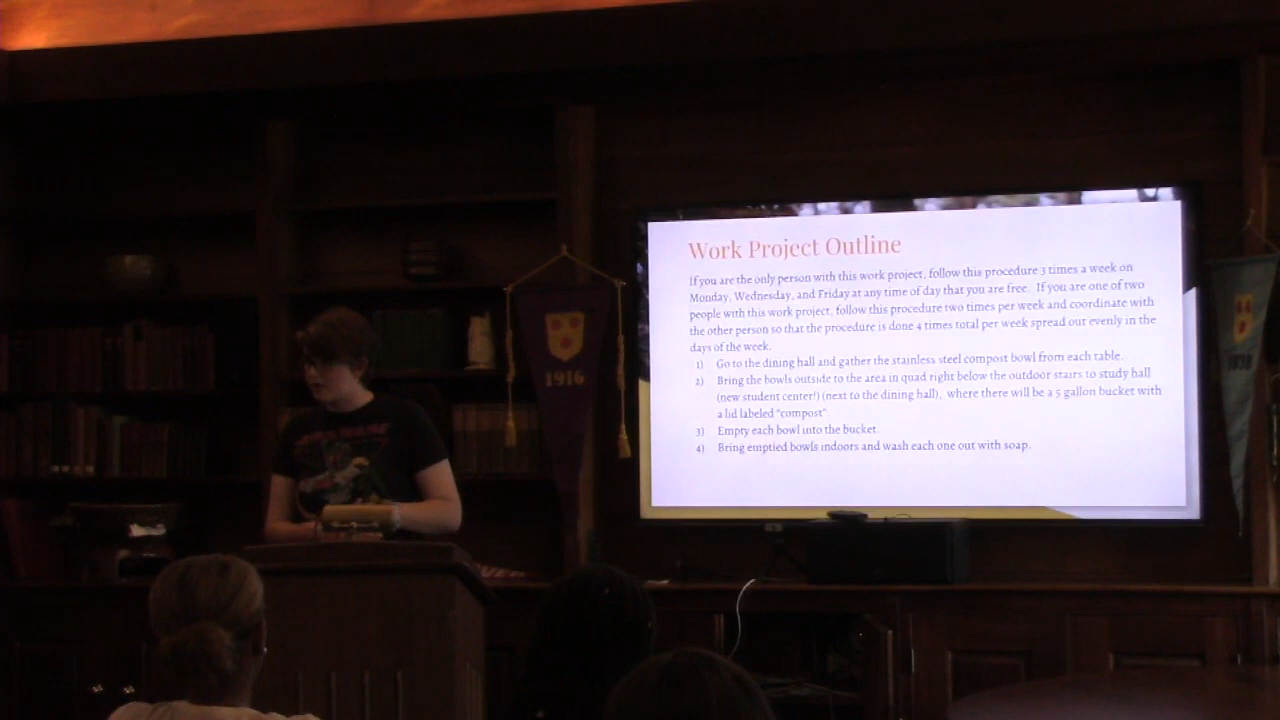 Work Project Outline
If you are the only person with this work project, follow this procedure 3 times a week on
Monday, Wednesday, and Friday at any time of day that you are free. If you are one of two
people with this work project, follow this procedure two times per week and coordinate with
the other person so that the procedure is done 4 times total per week spread out evenly in the
days of the week.
1) Go to the dining hall and gather the stainless steel compost bowl from each table.
2) Bring the bowls outside to the area in quad right below the outdoor stairs to study hall
(new student center!) (next to the dining hall), where there will be a 5 gallon bucket with
a lid labeled "compost".
3) Empty each bowl into the bucket.
4) Bring emptied bowls indoors and wash each one out with soap.
1916
1938